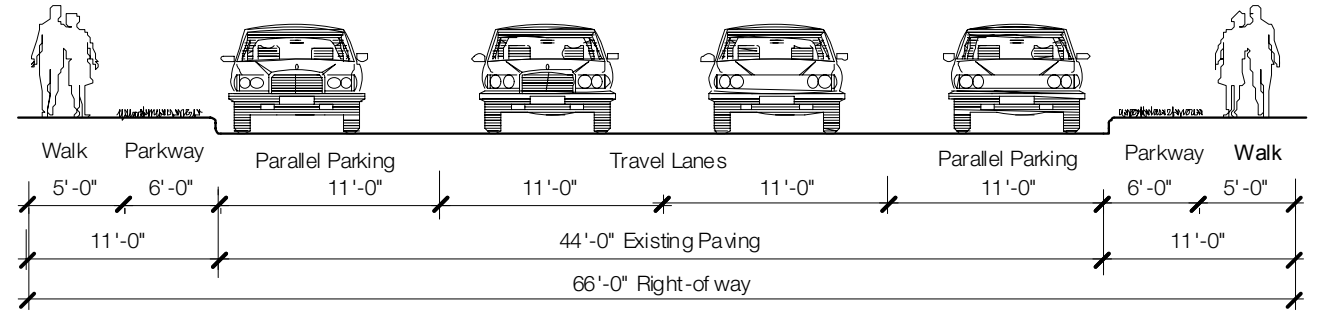 Walk Parkway Parallel Parking Travel Lanes Parallel Parking Parkway Walk
5'-0" 6'-0" 11'-0" 11'-0" 11'-0" 11'-0" 6'-0" 5'-0"
11'-0" 44'-0" Existing Paving 11'-0"
66'-0" Right-of way